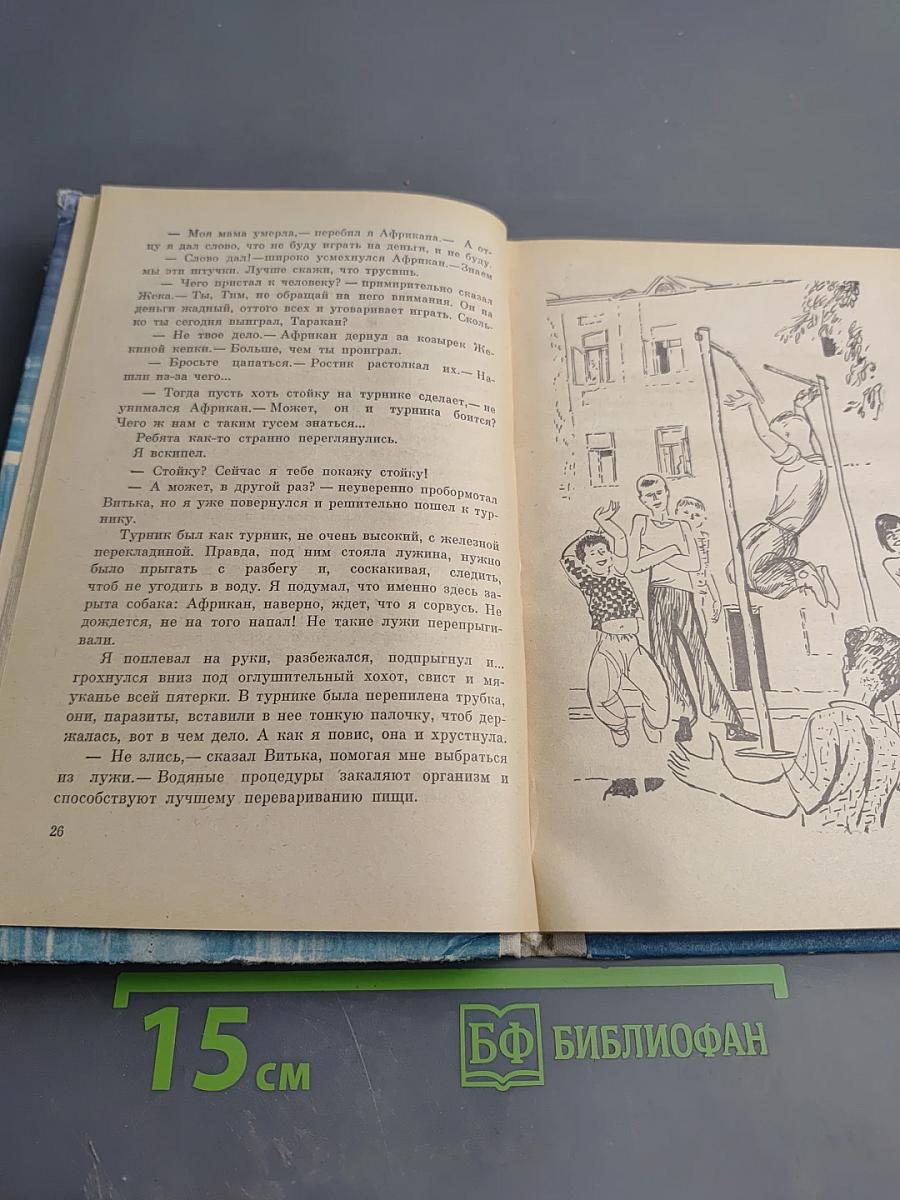 — Моя мама умерла,— перебил я Африкана.— А от-
цу я дал слово, что не буду играть на деньги, и не буду.
— Слово дал!—широко усмехнулся Африкан.—Знаем
мы эти штучки. Лучше скажи, что трусишь.
— Чего пристал к человеку? — примирительно сказал
Жека.— Ты, Тим, не обращай на него внимания. Он на
деньги жадный, оттого всех и уговаривает играть. Сколь-
ко ты сегодня выиграл, Таракан?
— Не твое дело.— Африкан дернул за козырек Же-
киной кепки.— Больше, чем ты проиграл.
— Бросьте цапаться.— Ростик растолкал их.— На-
шли из-за чего...
— Тогда пусть хоть стойку на турнике сделает,— не
унимался Африкан.— Может, он и турника боится?
Чего ж нам с таким гусем знаться...
Ребята как-то странно переглянулись.
Я вскипел.
— Стойку? Сейчас я тебе покажу стойку!
— А может, в другой раз? — неуверенно пробормотал
Витька, но я уже повернулся и решительно пошел к тур-
нику.
Турник был как турник, не очень высокий, с железной
перекладиной. Правда, под ним стояла лужина, нужно
было прыгать с разбегу и, соскакивая, следить,
чтоб не угодить в воду. Я подумал, что именно здесь за-
рыта собака: Африкан, наверно, ждет, что я сорвусь. Не
дождется, не на того напал! Не такие лужи перепрыги-
вали.
Я поплевал на руки, разбежался, подпрыгнул и...
грохнулся вниз под оглушительный хохот, свист и мя-
уканье всей пятерки. В турнике была перепилена трубка,
они, паразиты, вставили в нее тонкую палочку, чтоб дер-
жалась, вот в чем дело. А как я повис, она и хрустнула.
— Не злись,— сказал Витька, помогая мне выбраться
из лужи.— Водяные процедуры закаляют организм и
способствуют лучшему перевариванию пищи.
26
15 см
БФ БИБЛИОФАН